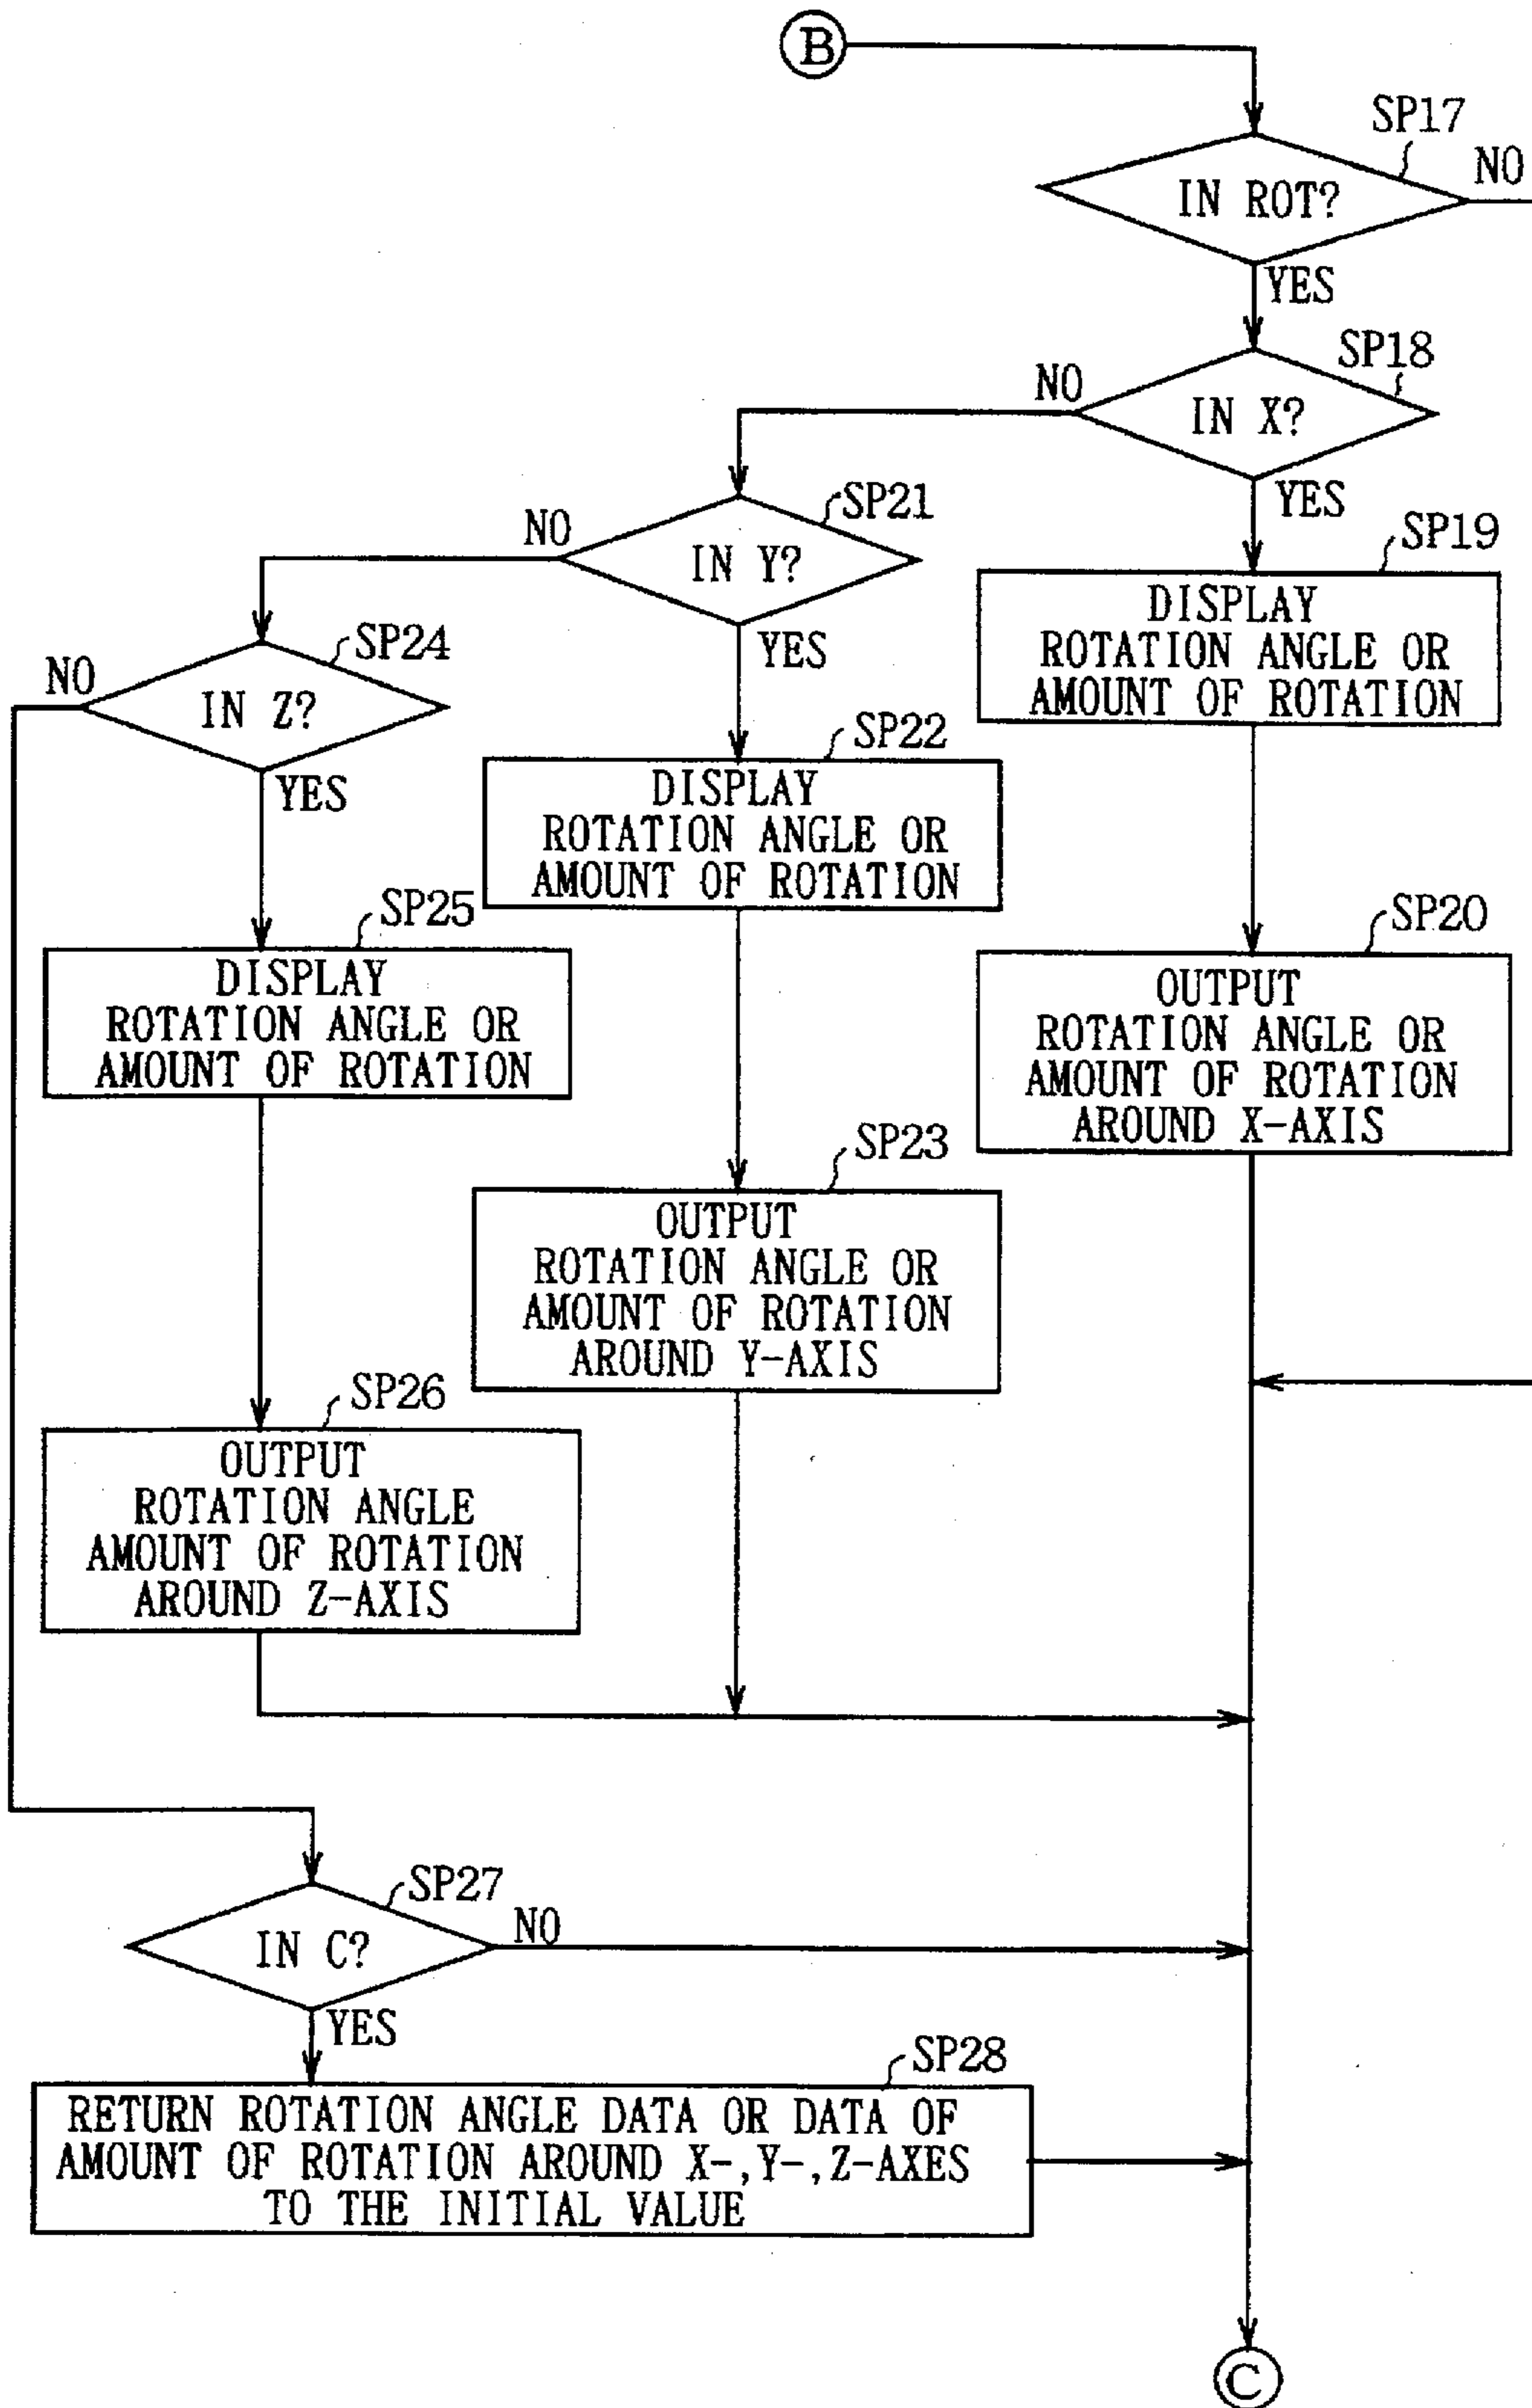 B
SP17
NO
IN ROT?
YES
SP18
NO
IN X?
YES
SP21
NO
IN Y?
YES
SP19
DISPLAY
ROTATION ANGLE OR
AMOUNT OF ROTATION
SP24
NO
IN Z?
YES
SP22
DISPLAY
ROTATION ANGLE OR
AMOUNT OF ROTATION
SP25
DISPLAY
ROTATION ANGLE OR
AMOUNT OF ROTATION
SP20
OUTPUT
ROTATION ANGLE OR
AMOUNT OF ROTATION
AROUND X-AXIS
SP23
OUTPUT
ROTATION ANGLE OR
AMOUNT OF ROTATION
AROUND Y-AXIS
SP26
OUTPUT
ROTATION ANGLE
AMOUNT OF ROTATION
AROUND Z-AXIS
SP27
IN C?
NO
YES
SP28
RETURN ROTATION ANGLE DATA OR DATA OF
AMOUNT OF ROTATION AROUND X-,Y-,Z-AXES
TO THE INITIAL VALUE
C